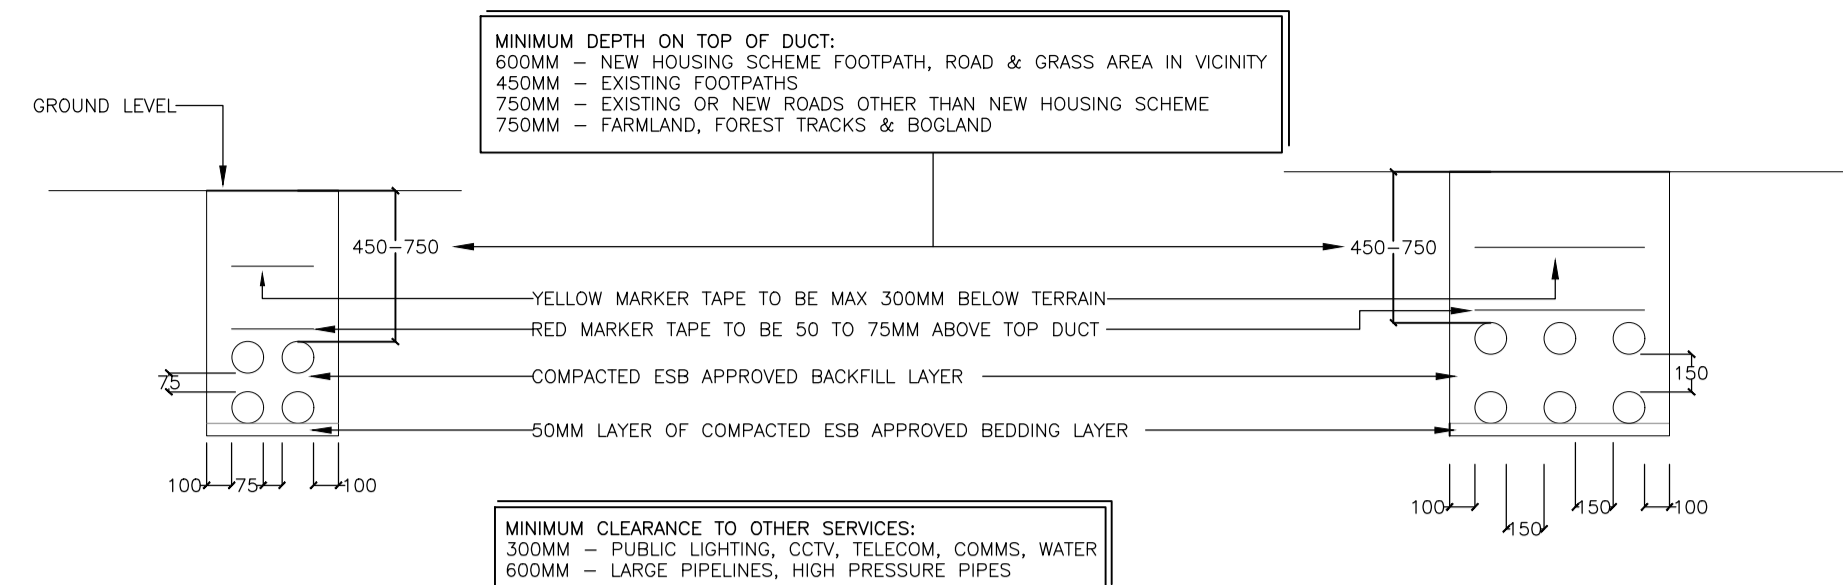 MINIMUM DEPTH ON TOP OF DUCT:
600MM – NEW HOUSING SCHEME FOOTPATH, ROAD & GRASS AREA IN VICINITY
450MM – EXISTING FOOTPATHS
750MM – EXISTING OR NEW ROADS OTHER THAN NEW HOUSING SCHEME
750MM – FARMLAND, FOREST TRACKS & BOGLAND
GROUND LEVEL
450–750
450–750
YELLOW MARKER TAPE TO BE MAX 300MM BELOW TERRAIN
RED MARKER TAPE TO BE 50 TO 75MM ABOVE TOP DUCT
75
COMPACTED ESB APPROVED BACKFILL LAYER
150
50MM LAYER OF COMPACTED ESB APPROVED BEDDING LAYER
100
75
100
100
150
150
100
MINIMUM CLEARANCE TO OTHER SERVICES:
300MM – PUBLIC LIGHTING, CCTV, TELECOM, COMMS, WATER
600MM – LARGE PIPELINES, HIGH PRESSURE PIPES